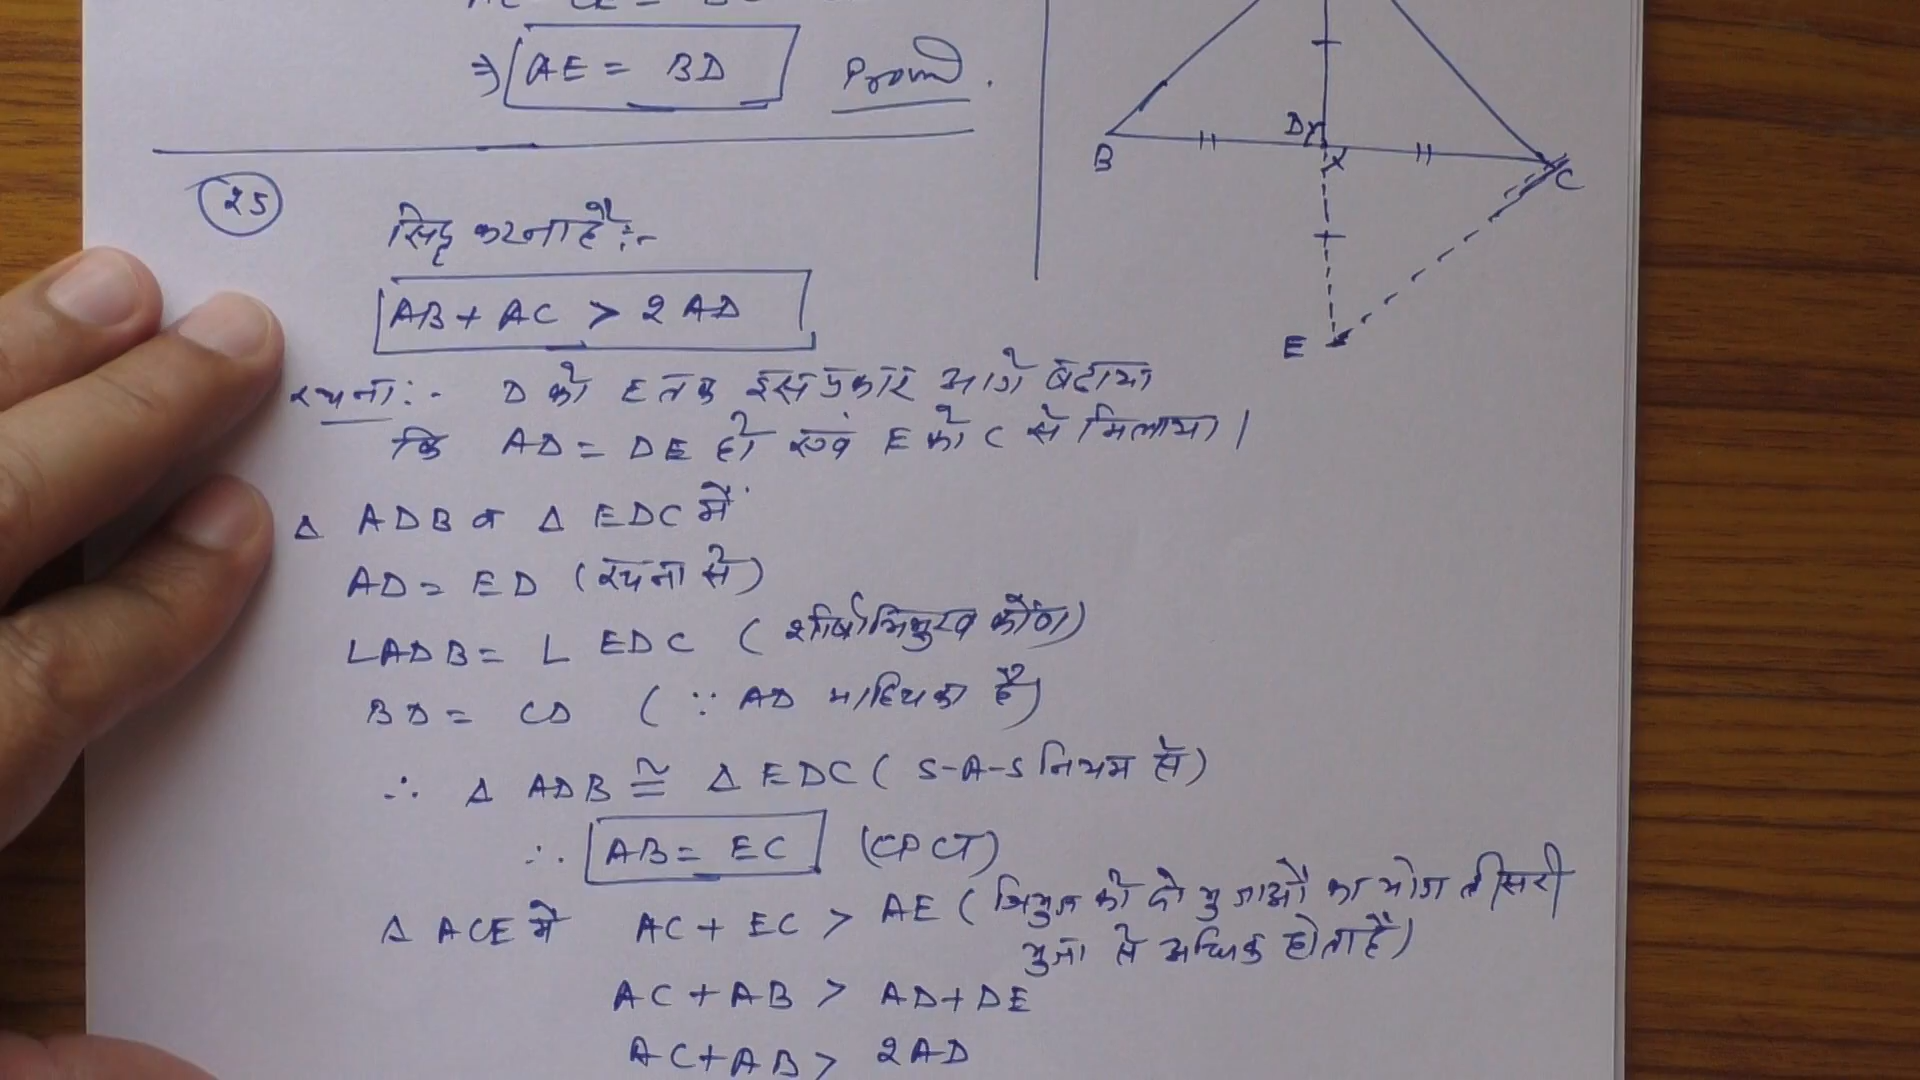 ⇒ AE = BD Proved.
B D x C
E
25
सिद्ध करना है :-
AB + AC > 2 AD
रचना :- D को E तक इस प्रकार आगे बढ़ाया
कि AD = DE हो एवं E को C से मिलाया।
Δ ADB व Δ EDC में
AD = ED (रचना से)
∠ADB = ∠ EDC (शीर्षाभिमुख कोण)
BD = CD (∵ AD माध्यिका है)
∴ Δ ADB ≅ Δ EDC (S-A-S नियम से)
∴ AB = EC (CPCT)
Δ ACE में AC + EC > AE (त्रिभुज की दो भुजाओं का योग तीसरी
भुजा से अधिक होता है)
AC + AB > AD + DE
AC + AB > 2AD